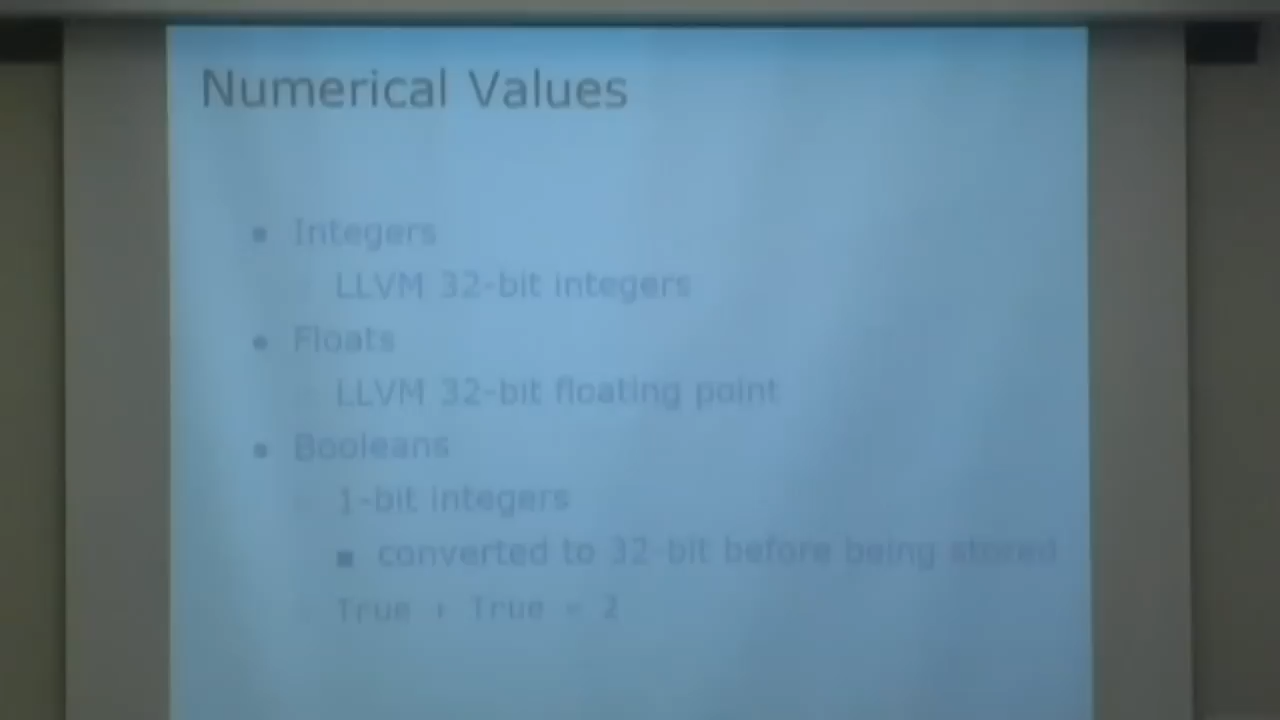 Numerical Values
• Integers
LLVM 32-bit integers
• Floats
LLVM 32-bit floating point
• Booleans
1-bit integers
▪ converted to 32-bit before being stored
True + True = 2